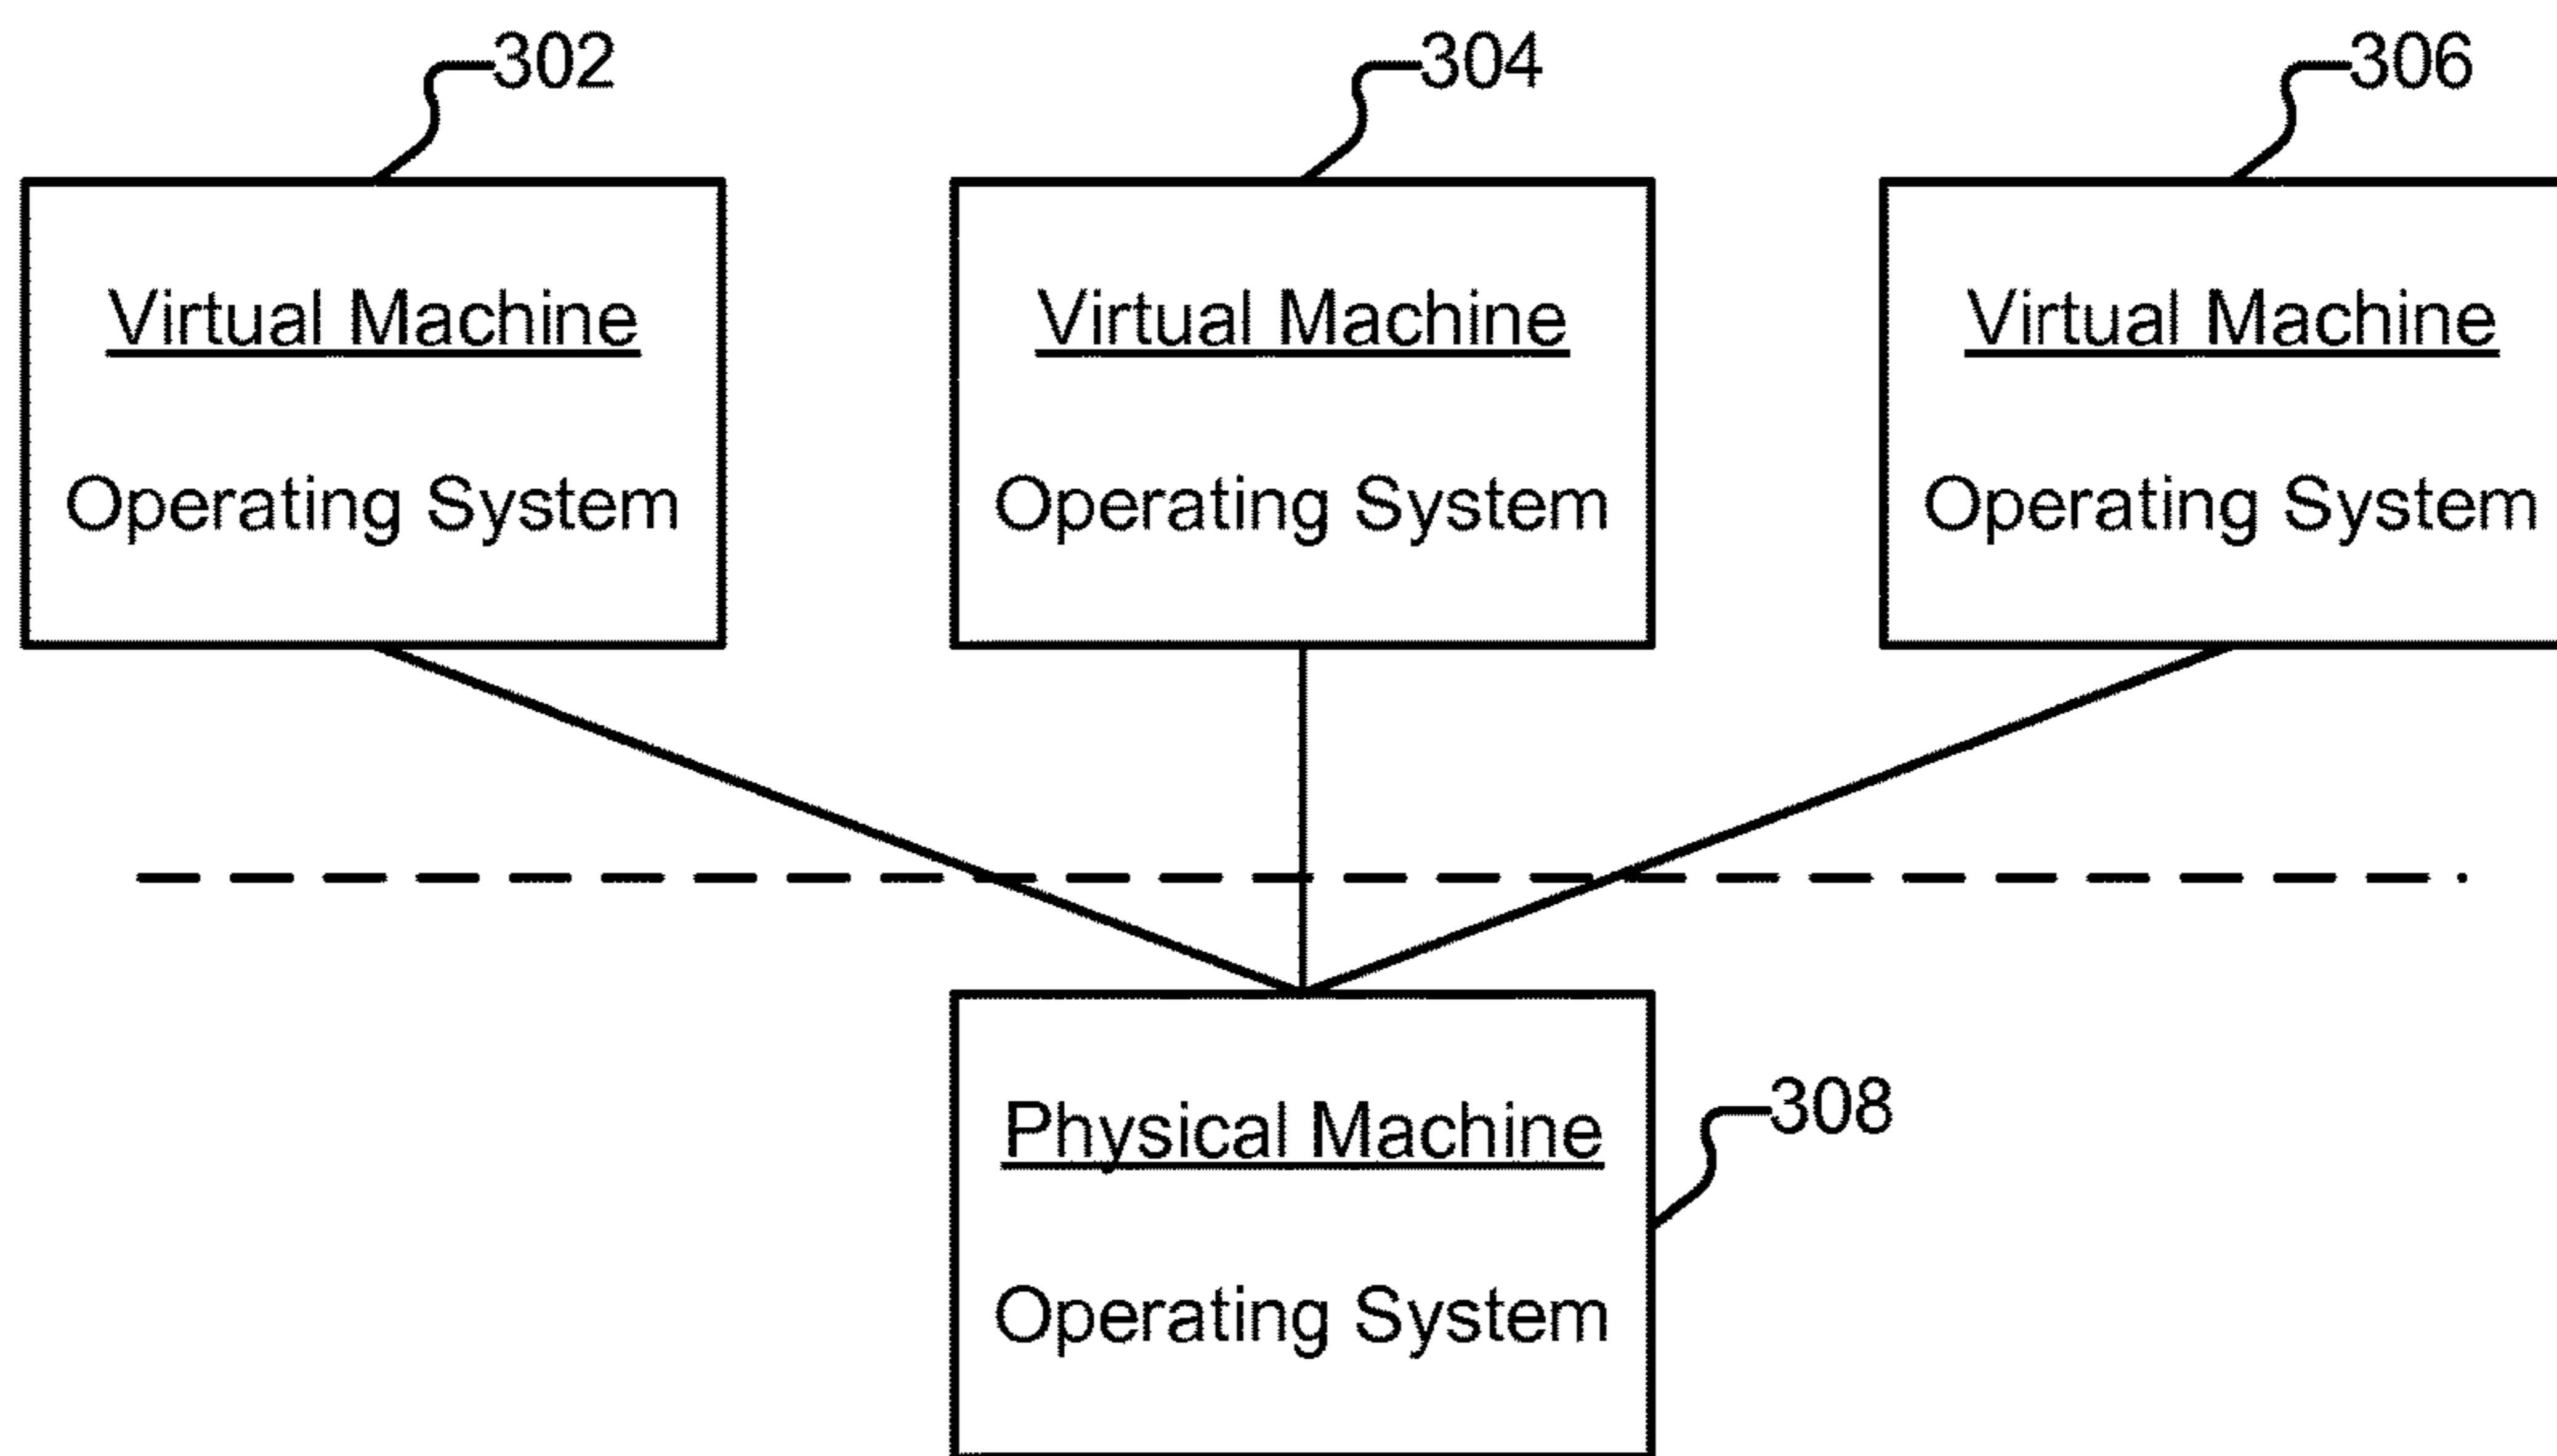 302
304
306
Virtual Machine
Operating System
Virtual Machine
Operating System
Virtual Machine
Operating System
Physical Machine
Operating System
308